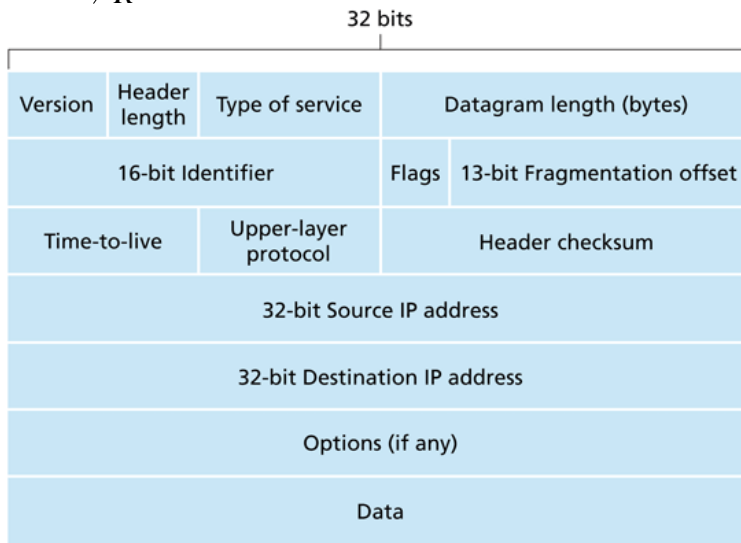 32 bits
Version Header length Type of service Datagram length (bytes)
16-bit Identifier Flags 13-bit Fragmentation offset
Time-to-live Upper-layer protocol Header checksum
32-bit Source IP address
32-bit Destination IP address
Options (if any)
Data